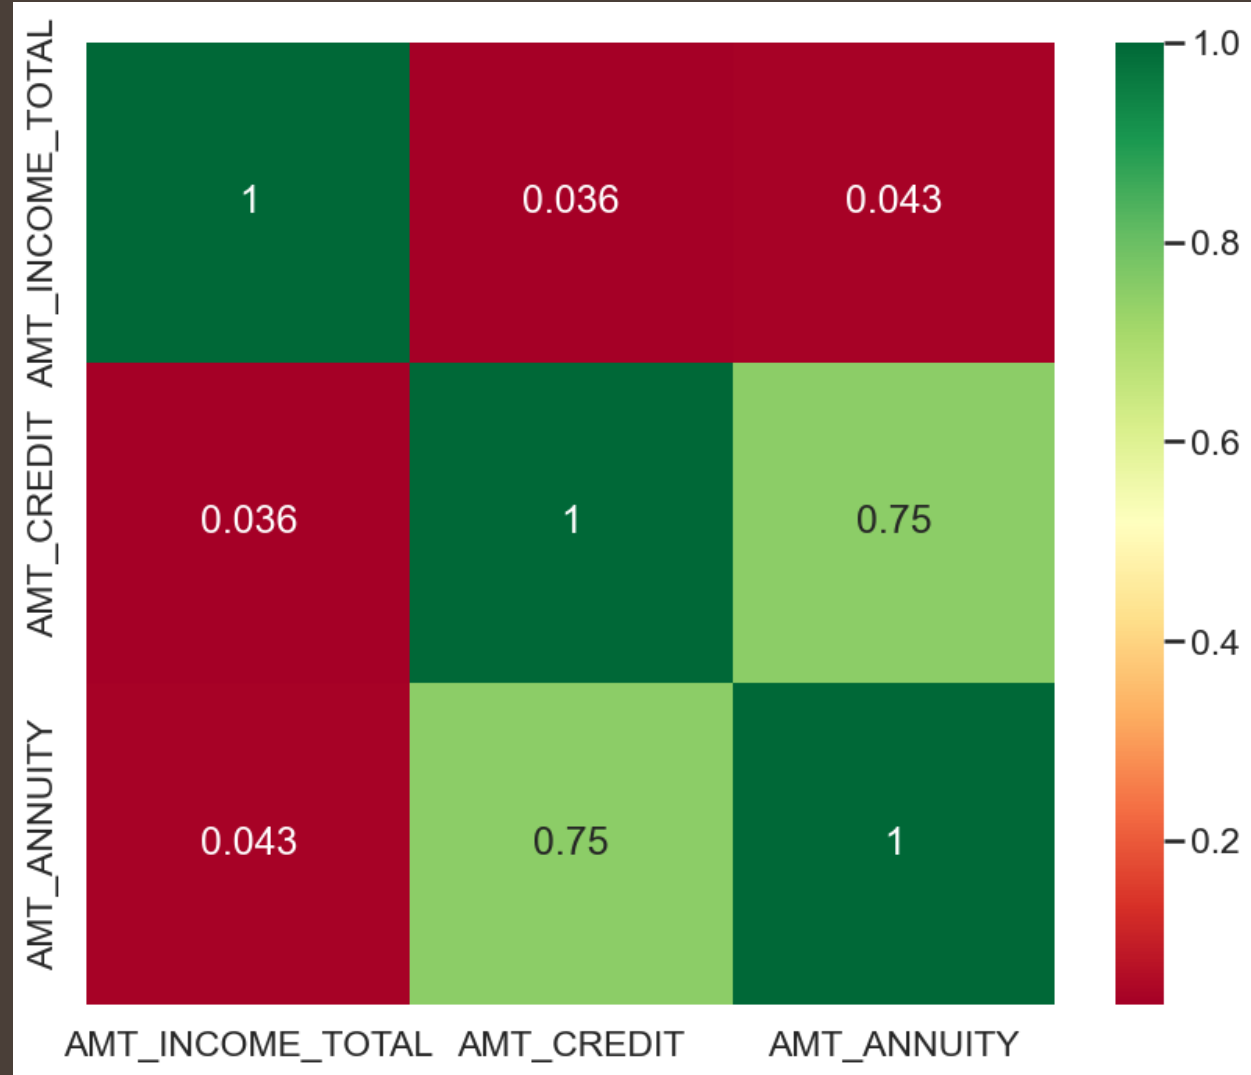 AMT_INCOME_TOTAL
1
0.036
0.043
AMT_CREDIT
0.036
1
0.75
AMT_ANNUITY
0.043
0.75
1
AMT_INCOME_TOTAL
AMT_CREDIT
AMT_ANNUITY
1.0
0.8
0.6
0.4
0.2